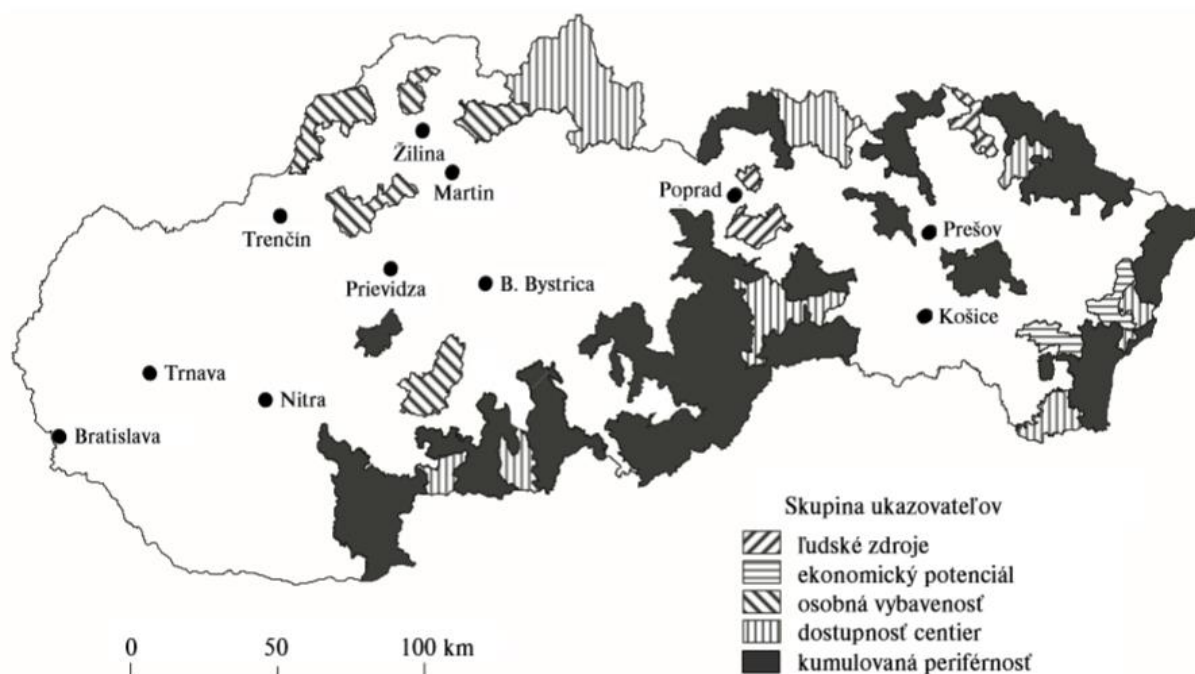 Žilina
Martin
Poprad
Trenčín
Prešov
Prievidza
B. Bystrica
Košice
Trnava
Nitra
Bratislava
Skupina ukazovateľov
ľudské zdroje
ekonomický potenciál
osobná vybavenosť
dostupnosť centier
kumulovaná periférnosť
0 50 100 km